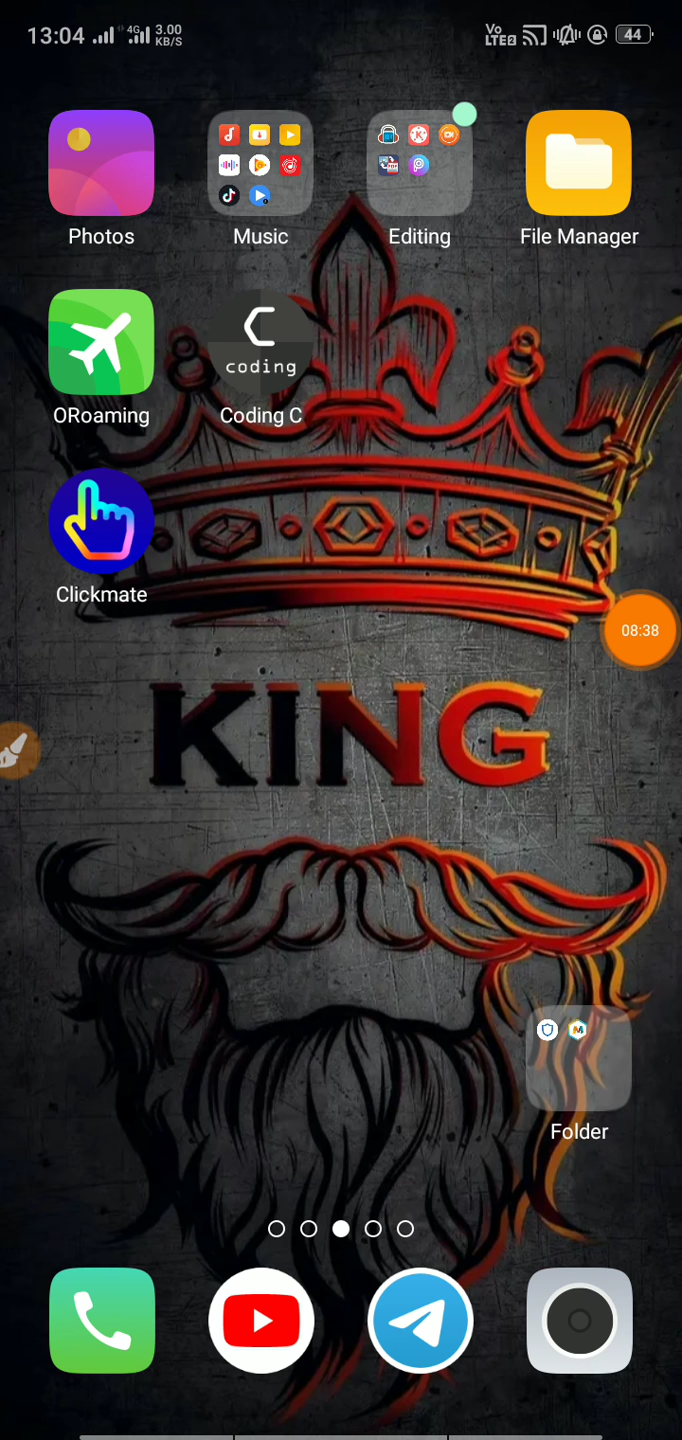 13:04 4G 3.00 KB/S Vo LTE2 44
Photos Music Editing File Manager
coding
ORoaming Coding C
Clickmate
08:38
KING
Folder